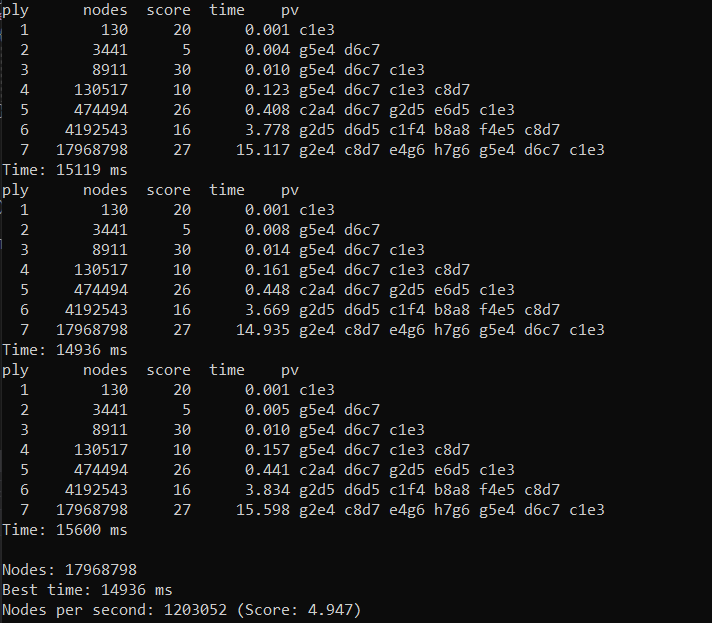 ply nodes score time pv
1 130 20 0.001 c1e3
2 3441 5 0.004 g5e4 d6c7
3 8911 30 0.010 g5e4 d6c7 c1e3
4 130517 10 0.123 g5e4 d6c7 c1e3 c8d7
5 474494 26 0.408 c2a4 d6c7 g2d5 e6d5 c1e3
6 4192543 16 3.778 g2d5 d6d5 c1f4 b8a8 f4e5 c8d7
7 17968798 27 15.117 g2e4 c8d7 e4g6 h7g6 g5e4 d6c7 c1e3
Time: 15119 ms
ply nodes score time pv
1 130 20 0.001 c1e3
2 3441 5 0.008 g5e4 d6c7
3 8911 30 0.014 g5e4 d6c7 c1e3
4 130517 10 0.161 g5e4 d6c7 c1e3 c8d7
5 474494 26 0.448 c2a4 d6c7 g2d5 e6d5 c1e3
6 4192543 16 3.669 g2d5 d6d5 c1f4 b8a8 f4e5 c8d7
7 17968798 27 14.935 g2e4 c8d7 e4g6 h7g6 g5e4 d6c7 c1e3
Time: 14936 ms
ply nodes score time pv
1 130 20 0.001 c1e3
2 3441 5 0.005 g5e4 d6c7
3 8911 30 0.010 g5e4 d6c7 c1e3
4 130517 10 0.157 g5e4 d6c7 c1e3 c8d7
5 474494 26 0.441 c2a4 d6c7 g2d5 e6d5 c1e3
6 4192543 16 3.834 g2d5 d6d5 c1f4 b8a8 f4e5 c8d7
7 17968798 27 15.598 g2e4 c8d7 e4g6 h7g6 g5e4 d6c7 c1e3
Time: 15600 ms
Nodes: 17968798
Best time: 14936 ms
Nodes per second: 1203052 (Score: 4.947)